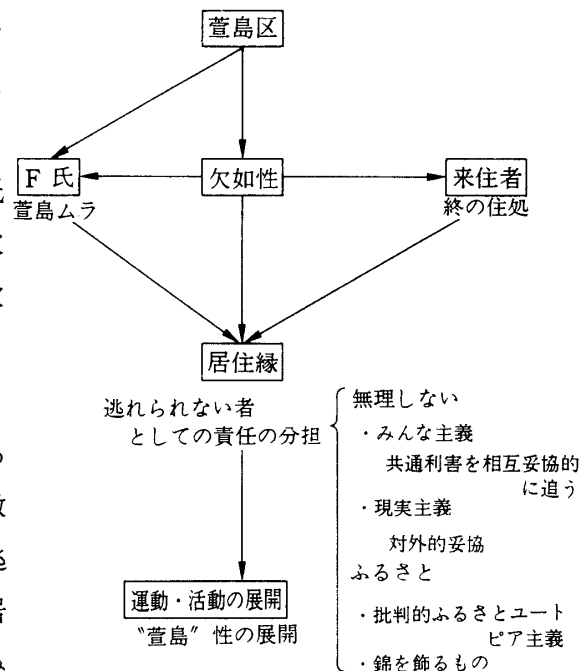 萱島区
F 氏
欠如性
来住者
萱島ムラ
終の住処
居住縁
逃れられない者
としての責任の分担
無理しない
・みんな主義
共通利害を相互妥協的
に追う
・現実主義
対外的妥協
ふるさと
・批判的ふるさとユート
ピア主義
・錦を飾るもの
運動・活動の展開
“萱島”性の展開